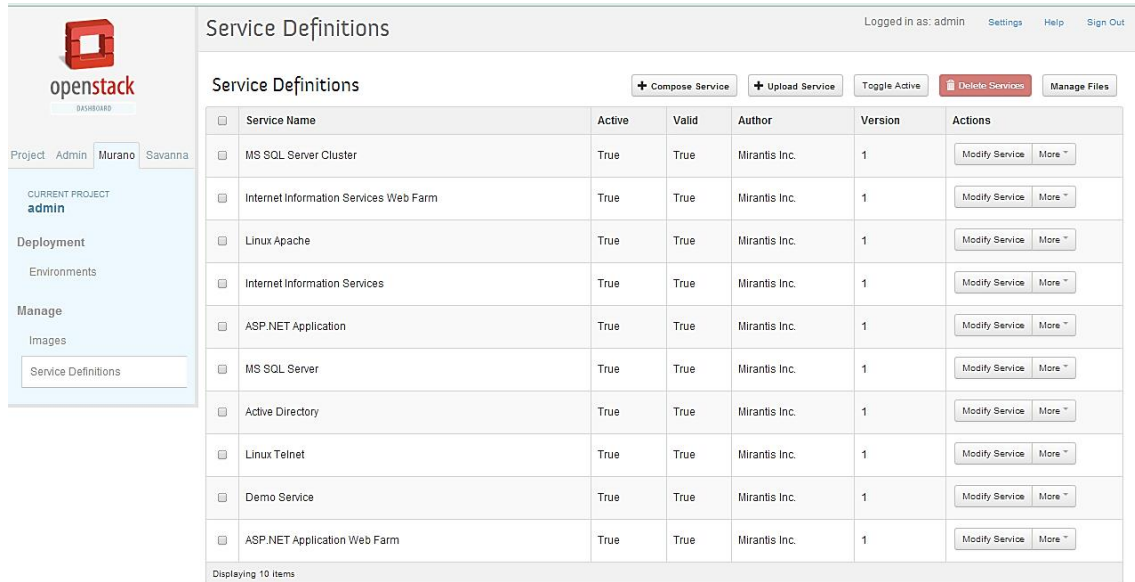 openstack
DASHBOARD
Project Admin Murano Savanna
CURRENT PROJECT
admin
Deployment
Environments
Manage
Images
Service Definitions
Service Definitions
Logged in as: admin Settings Help Sign Out
Service Definitions
+ Compose Service + Upload Service Toggle Active Delete Services Manage Files
Service Name Active Valid Author Version Actions
MS SQL Server Cluster True True Mirantis Inc. 1 Modify Service More
Internet Information Services Web Farm True True Mirantis Inc. 1 Modify Service More
Linux Apache True True Mirantis Inc. 1 Modify Service More
Internet Information Services True True Mirantis Inc. 1 Modify Service More
ASP.NET Application True True Mirantis Inc. 1 Modify Service More
MS SQL Server True True Mirantis Inc. 1 Modify Service More
Active Directory True True Mirantis Inc. 1 Modify Service More
Linux Telnet True True Mirantis Inc. 1 Modify Service More
Demo Service True True Mirantis Inc. 1 Modify Service More
ASP.NET Application Web Farm True True Mirantis Inc. 1 Modify Service More
Displaying 10 items